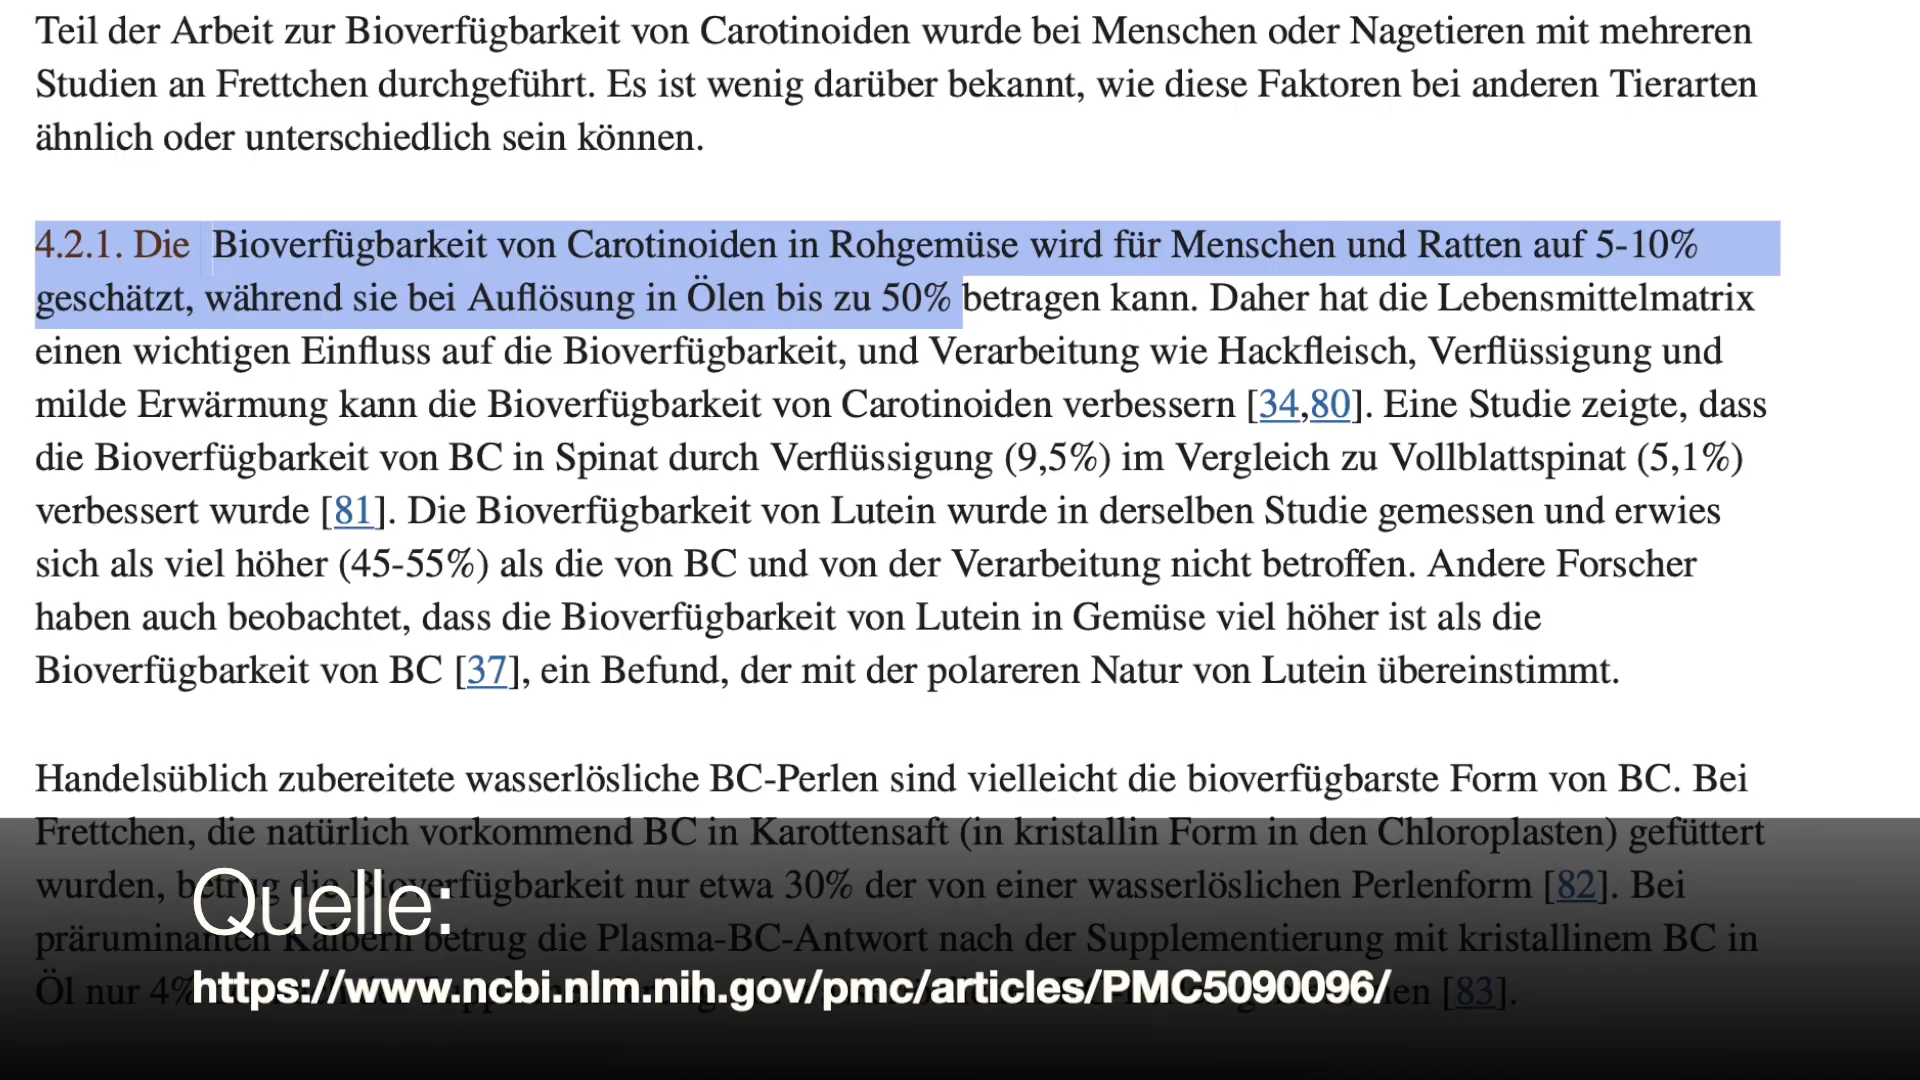 Teil der Arbeit zur Bioverfügbarkeit von Carotinoiden wurde bei Menschen oder Nagetieren mit mehreren
Studien an Frettchen durchgeführt. Es ist wenig darüber bekannt, wie diese Faktoren bei anderen Tierarten
ähnlich oder unterschiedlich sein können.
4.2.1. Die Bioverfügbarkeit von Carotinoiden in Rohgemüse wird für Menschen und Ratten auf 5-10%
geschätzt, während sie bei Auflösung in Ölen bis zu 50% betragen kann. Daher hat die Lebensmittelmatrix
einen wichtigen Einfluss auf die Bioverfügbarkeit, und Verarbeitung wie Hackfleisch, Verflüssigung und
milde Erwärmung kann die Bioverfügbarkeit von Carotinoiden verbessern [34,80]. Eine Studie zeigte, dass
die Bioverfügbarkeit von BC in Spinat durch Verflüssigung (9,5%) im Vergleich zu Vollblattspinat (5,1%)
verbessert wurde [81]. Die Bioverfügbarkeit von Lutein wurde in derselben Studie gemessen und erwies
sich als viel höher (45-55%) als die von BC und von der Verarbeitung nicht betroffen. Andere Forscher
haben auch beobachtet, dass die Bioverfügbarkeit von Lutein in Gemüse viel höher ist als die
Bioverfügbarkeit von BC [37], ein Befund, der mit der polareren Natur von Lutein übereinstimmt.
Handelsüblich zubereitete wasserlösliche BC-Perlen sind vielleicht die bioverfügbarste Form von BC. Bei
Frettchen, die natürlich vorkommend BC in Karottensaft (in kristallin Form in den Chloroplasten) gefüttert
wurden, betrug die Bioverfügbarkeit nur etwa 30% der von einer wasserlöslichen Perlenform [82]. Bei
präruminanten Kälbern betrug die Plasma-BC-Antwort nach der Supplementierung mit kristallinem BC in
Öl nur 4% [83].
Quelle:
https://www.ncbi.nlm.nih.gov/pmc/articles/PMC5090096/